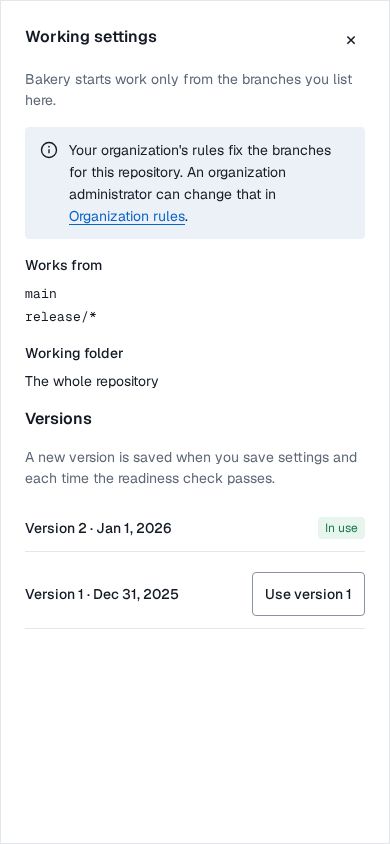 Working settings
Bakery starts work only from the branches you list
here.
Your organization's rules fix the branches
for this repository. An organization
administrator can change that in
Organization rules.
Works from
main
release/*
Working folder
The whole repository
Versions
A new version is saved when you save settings and
each time the readiness check passes.
Version 2 · Jan 1, 2026
In use
Version 1 · Dec 31, 2025
Use version 1